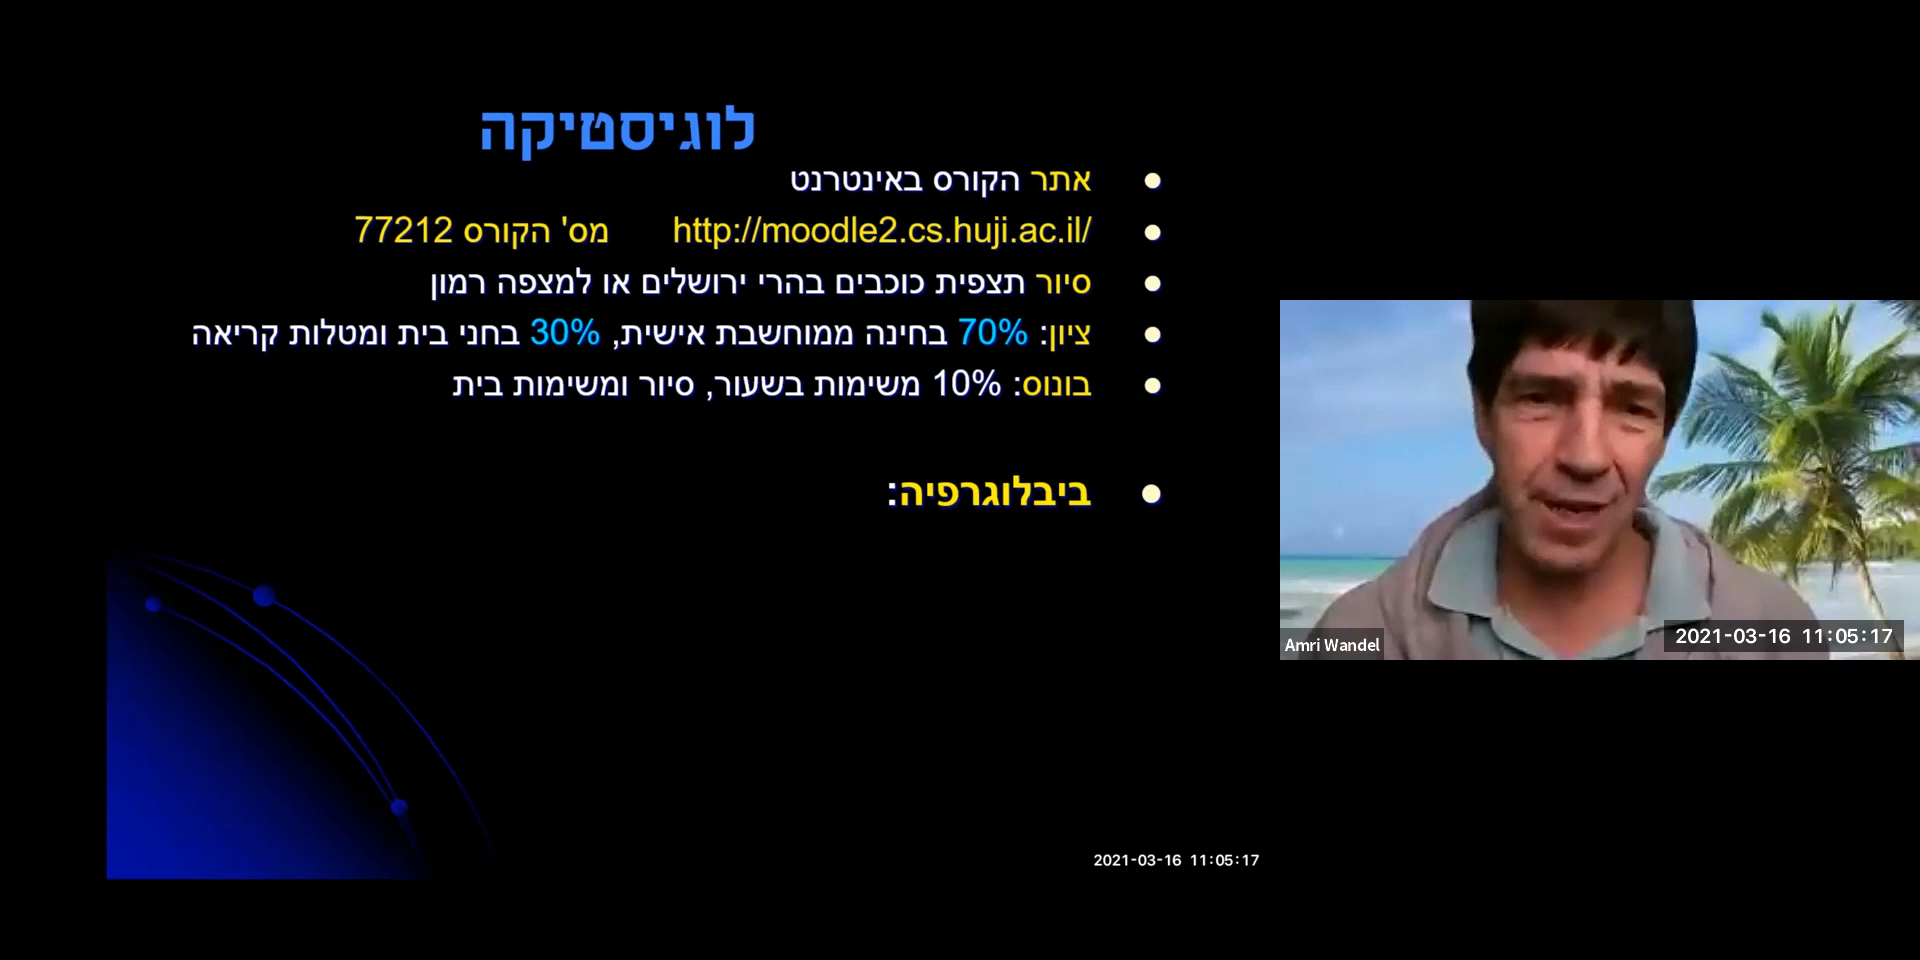 לוגיסטיקה
אתר הקורס באינטרנט
http://moodle2.cs.huji.ac.il/ מס' הקורס 77212
סיור תצפית כוכבים בהרי ירושלים או למצפה רמון
ציון: 70% בחינה ממוחשבת אישית, 30% בחני בית ומטלות קריאה
בונוס: 10% משימות בשעור, סיור ומשימות בית
ביבלוגרפיה:
2021-03-16 11:05:17
Amri Wandel
2021-03-16 11:05:17